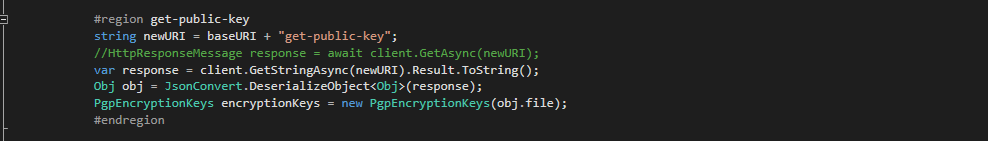 #region get-public-key
string newURI = baseURI + "get-public-key";
//HttpResponseMessage response = await client.GetAsync(newURI);
var response = client.GetStringAsync(newURI).Result.ToString();
Obj obj = JsonConvert.DeserializeObject<Obj>(response);
PgpEncryptionKeys encryptionKeys = new PgpEncryptionKeys(obj.file);
#endregion